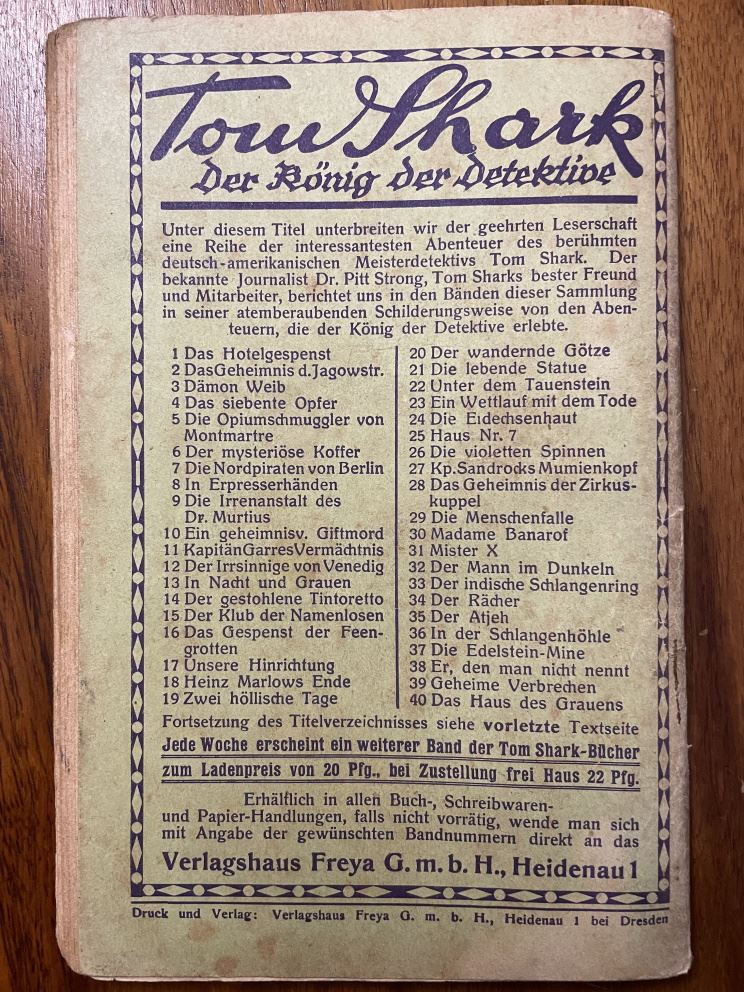 Tom Shark
Der König der Detektive
Unter diesem Titel unterbreiten wir der geehrten Leserschaft
eine Reihe der interessantesten Abenteuer des berühmten
deutsch-amerikanischen Meisterdetektivs Tom Shark. Der
bekannte Journalist Dr. Pitt Strong, Tom Sharks bester Freund
und Mitarbeiter, berichtet uns in den Bänden dieser Sammlung
in seiner atemberaubenden Schilderungsweise von den Aben-
teuern, die der König der Detektive erlebte.
1 Das Hotelgespenst
2 Das Geheimnis d. Jagowstr.
3 Dämon Weib
4 Das siebente Opfer
5 Die Opiumschmuggler von
Montmartre
6 Der mysteriöse Koffer
7 Die Nordpiraten von Berlin
8 In Erpresserhänden
9 Die Irrenanstalt des
Dr. Murtius
10 Ein geheimnisv. Giftmord
11 Kapitän Garres Vermächtnis
12 Der Irrsinnige von Venedig
13 In Nacht und Grauen
14 Der gestohlene Tintoretto
15 Der Klub der Namenlosen
16 Das Gespenst der Feen-
grotten
17 Unsere Hinrichtung
18 Heinz Marlows Ende
19 Zwei höllische Tage
20 Der wandernde Götze
21 Die lebende Statue
22 Unter dem Tauenstein
23 Ein Wettlauf mit dem Tode
24 Die Eidechsenhaut
25 Haus Nr. 7
26 Die violetten Spinnen
27 Kp. Sandrocks Mumienkopf
28 Das Geheimnis der Zirkus-
kuppel
29 Die Menschenfalle
30 Madame Banarof
31 Mister X
32 Der Mann im Dunkeln
33 Der indische Schlangenring
34 Der Rächer
35 Der Atjeh
36 In der Schlangenhöhle
37 Die Edelstein-Mine
38 Er, den man nicht nennt
39 Geheime Verbrechen
40 Das Haus des Grauens
Fortsetzung des Titelverzeichnisses siehe vorletzte Textseite
Jede Woche erscheint ein weiterer Band der Tom Shark-Bücher
zum Ladenpreis von 20 Pfg., bei Zustellung frei Haus 22 Pfg.
Erhältlich in allen Buch-, Schreibwaren-
und Papier-Handlungen, falls nicht vorrätig, wende man sich
mit Angabe der gewünschten Bandnummern direkt an das
Verlagshaus Freya G. m. b. H., Heidenau 1
Druck und Verlag: Verlagshaus Freya G. m. b. H., Heidenau 1 bei Dresden